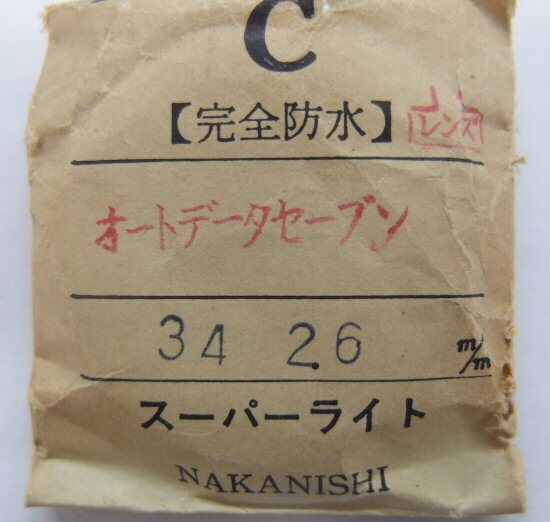 C
【完全防水】 レンズ
オートデータセーブン
34 2.6 m/m
スーパーライト
NAKANISHI